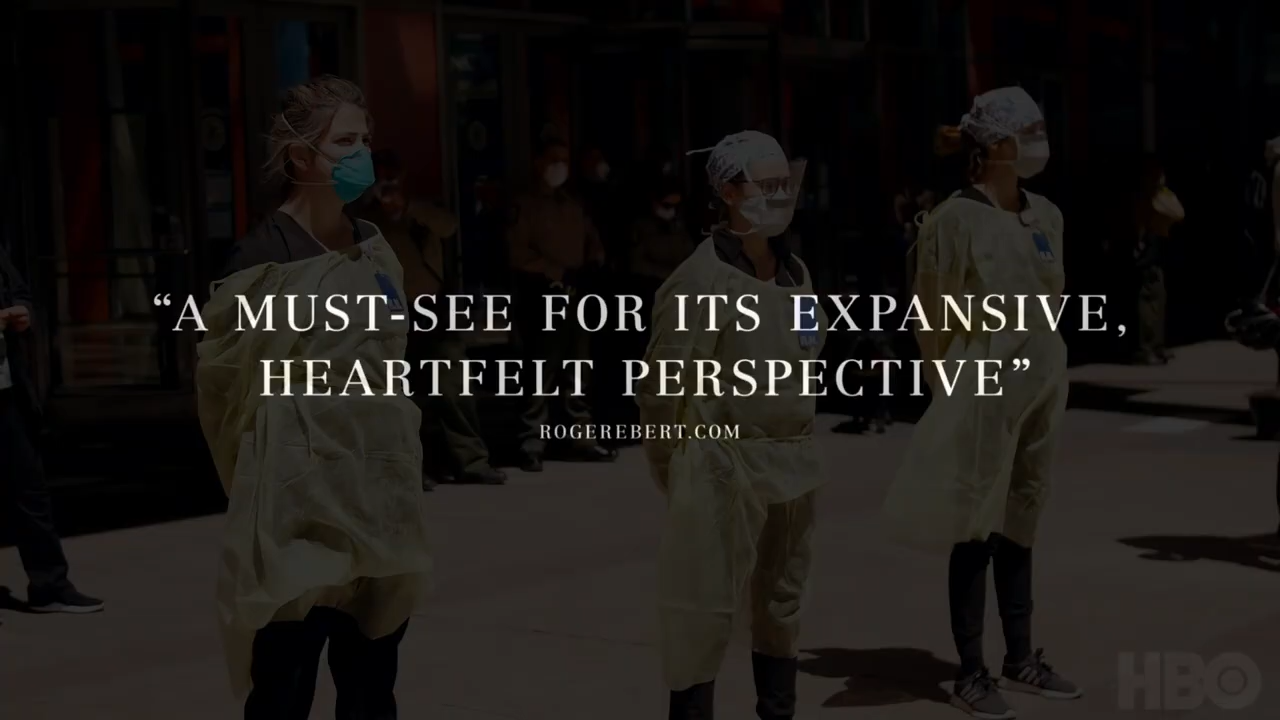 “A MUST-SEE FOR ITS EXPANSIVE,
HEARTFELT PERSPECTIVE”
ROGEREBERT.COM
HBO